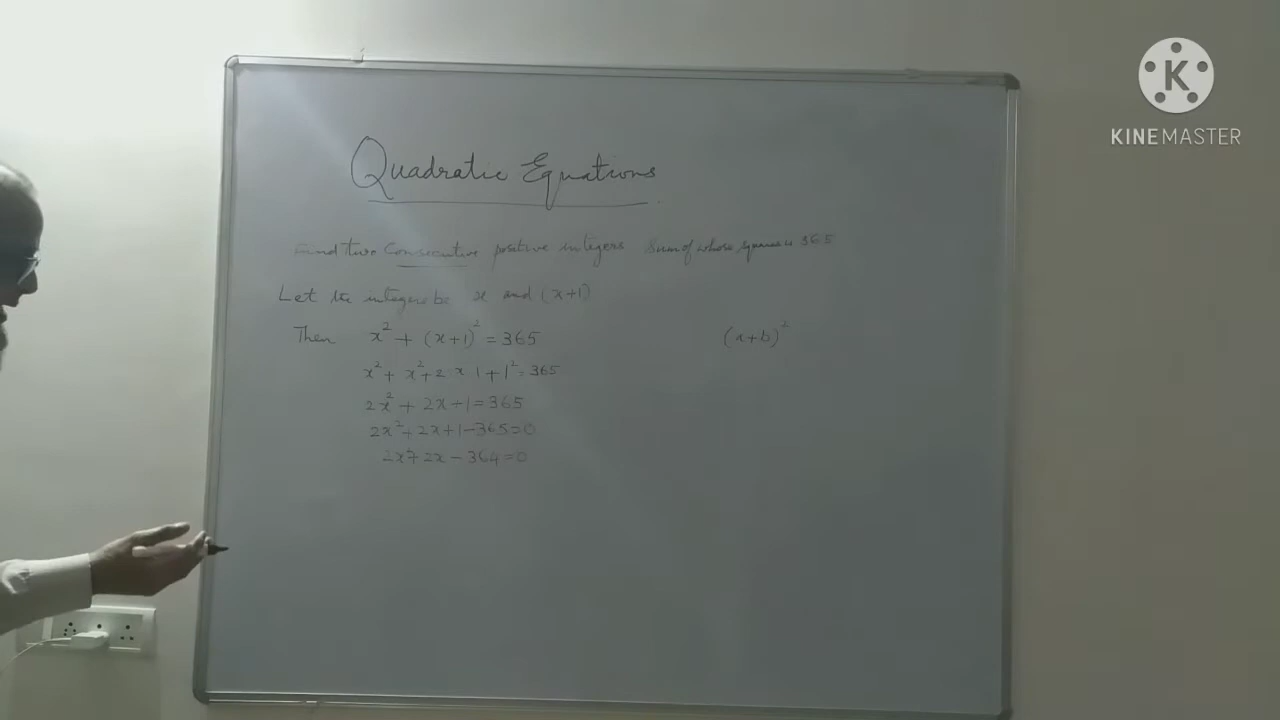 K
KINEMASTER
Quadratic Equations
Find two Consecutive positive integers Sum of whose squares is 365
Let the integers be x and (x+1)
Then x² + (x+1)² = 365
(a+b)²
x² + x² + 2 x 1 + 1² = 365
2x² + 2x + 1 = 365
2x² + 2x + 1 - 365 = 0
2x² + 2x - 364 = 0